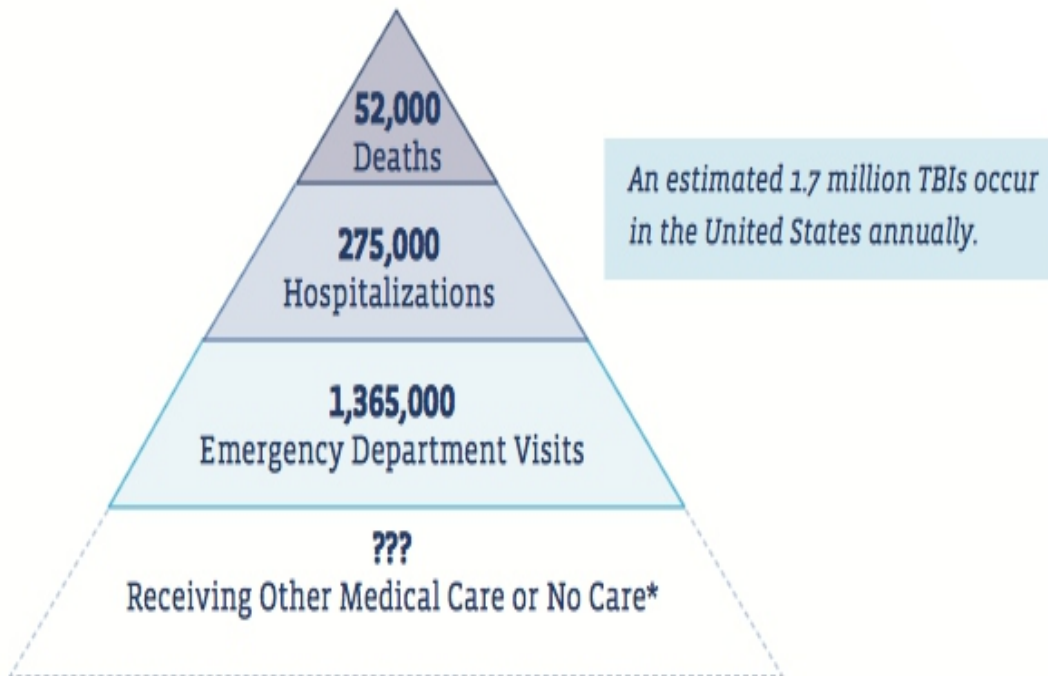 52,000
Deaths
275,000
Hospitalizations
1,365,000
Emergency Department Visits
???
Receiving Other Medical Care or No Care*
An estimated 1.7 million TBIs occur
in the United States annually.